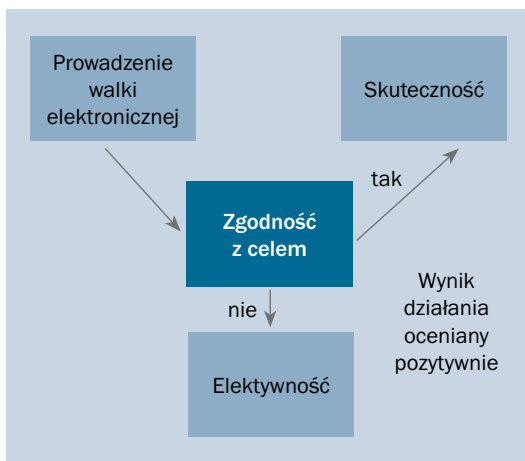 Prowadzenie
walki
elektronicznej
Skuteczność
tak
Zgodność
z celem
nie
Wynik
działania
oceniany
pozytywnie
Elektywność